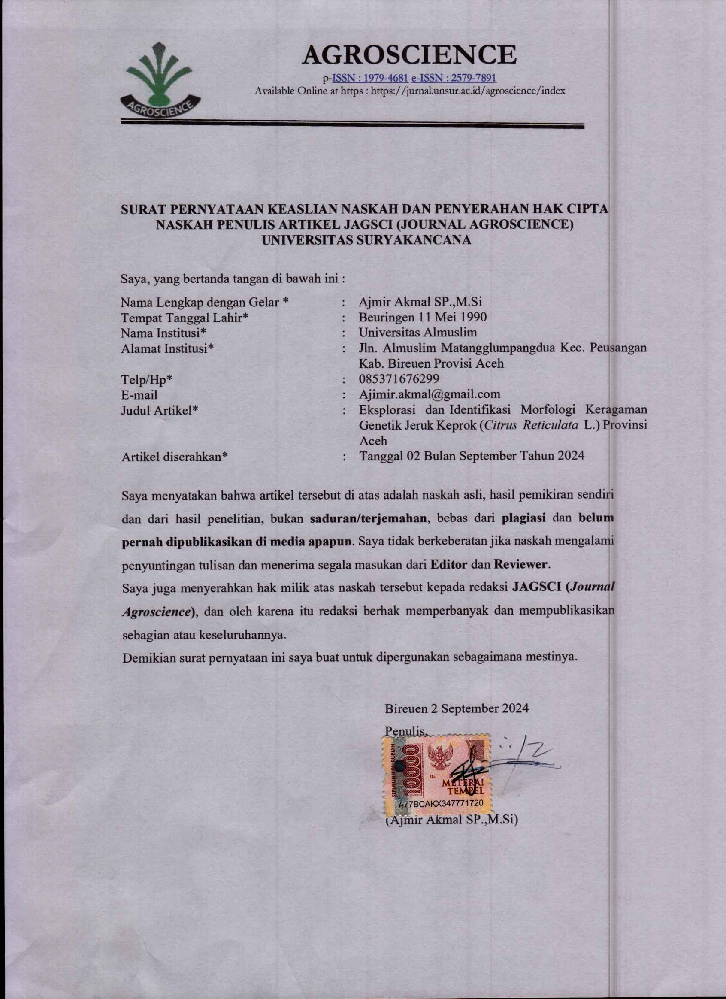 AGROSCIENCE
p-ISSN : 1979-4681 e-ISSN : 2579-7891
Available Online at https : https://jurnal.unsur.ac.id/agroscience/index
AGROSCIENCE
SURAT PERNYATAAN KEASLIAN NASKAH DAN PENYERAHAN HAK CIPTA
NASKAH PENULIS ARTIKEL JAGSCI (JOURNAL AGROSCIENCE)
UNIVERSITAS SURYAKANCANA
Saya, yang bertanda tangan di bawah ini :
Nama Lengkap dengan Gelar * : Ajmir Akmal SP.,M.Si
Tempat Tanggal Lahir* : Beuringen 11 Mei 1990
Nama Institusi* : Universitas Almuslim
Alamat Institusi* : Jln. Almuslim Matangglumpangdua Kec. Peusangan
Kab. Bireuen Provisi Aceh
Telp/Hp* : 085371676299
E-mail : Ajimir.akmal@gmail.com
Judul Artikel* : Eksplorasi dan Identifikasi Morfologi Keragaman
Genetik Jeruk Keprok (Citrus Reticulata L.) Provinsi
Aceh
Artikel diserahkan* : Tanggal 02 Bulan September Tahun 2024
Saya menyatakan bahwa artikel tersebut di atas adalah naskah asli, hasil pemikiran sendiri
dan dari hasil penelitian, bukan saduran/terjemahan, bebas dari plagiasi dan belum
pernah dipublikasikan di media apapun. Saya tidak berkeberatan jika naskah mengalami
penyuntingan tulisan dan menerima segala masukan dari Editor dan Reviewer.
Saya juga menyerahkan hak milik atas naskah tersebut kepada redaksi JAGSCI (Journal
Agroscience), dan oleh karena itu redaksi berhak memperbanyak dan mempublikasikan
sebagian atau keseluruhannya.
Demikian surat pernyataan ini saya buat untuk dipergunakan sebagaimana mestinya.
Bireuen 2 September 2024
Penulis,
SEPULUH RIBU RUPIAH
10000
TGL.
METERAI
TEMPEL
A77BCAKX347771720
(Ajmir Akmal SP.,M.Si)